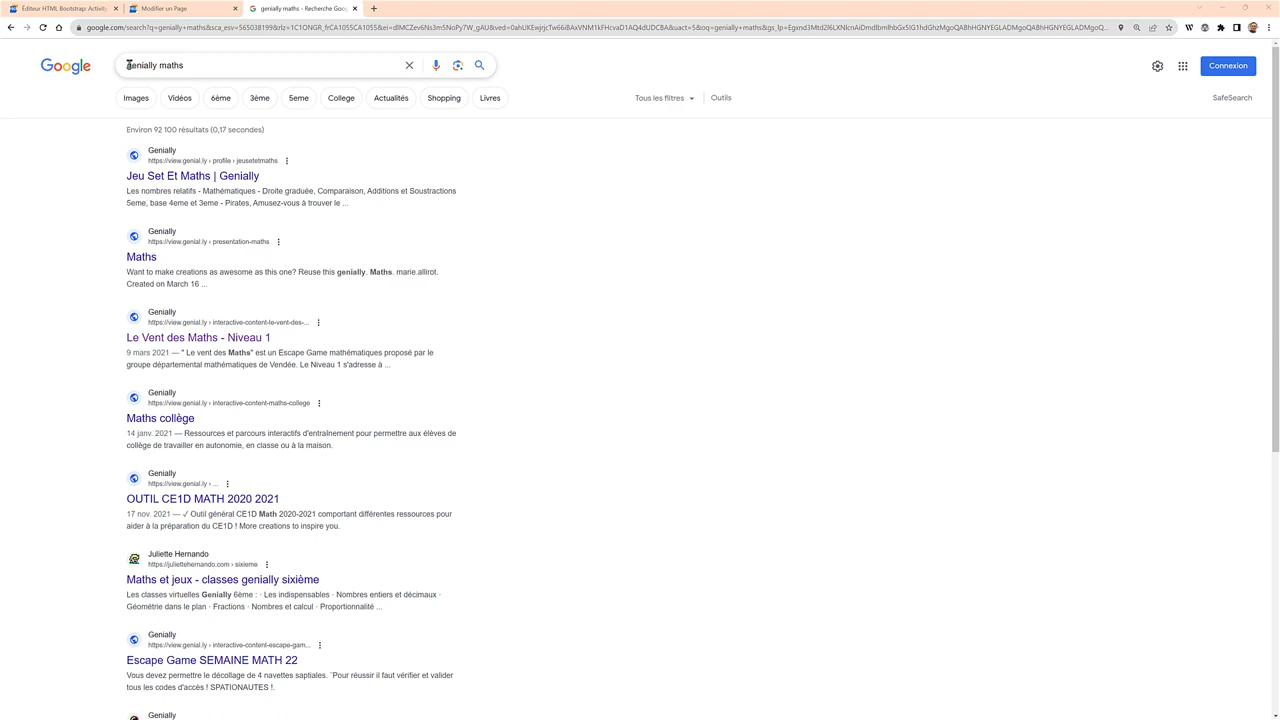 Éditeur HTML Bootstrap: Activity
Modifier un Page
genially maths - Recherche Goo
Google
genially maths
Connexion
Images
Vidéos
6ème
3ème
5eme
College
Actualités
Shopping
Livres
Tous les filtres
Outils
SafeSearch
Environ 92 100 résultats (0,17 secondes)
Genially
https://view.genial.ly › profile › jeusetetmaths
Jeu Set Et Maths | Genially
Les nombres relatifs - Mathématiques - Droite graduée, Comparaison, Additions et Soustractions
5eme, base 4eme et 3eme - Pirates, Amusez-vous à trouver le ...
Genially
https://view.genial.ly › presentation-maths
Maths
Want to make creations as awesome as this one? Reuse this genially. Maths. marie.allirot.
Created on March 16 ...
Genially
https://view.genial.ly › interactive-content-le-vent-des-...
Le Vent des Maths - Niveau 1
9 mars 2021 — " Le vent des Maths" est un Escape Game mathématiques proposé par le
groupe départemental mathématiques de Vendée. Le Niveau 1 s'adresse à ...
Genially
https://view.genial.ly › interactive-content-maths-college
Maths collège
14 janv. 2021 — Ressources et parcours interactifs d'entraînement pour permettre aux élèves de
collège de travailler en autonomie, en classe ou à la maison.
Genially
https://view.genial.ly › ...
OUTIL CE1D MATH 2020 2021
17 nov. 2021 — ✓ Outil général CE1D Math 2020-2021 comportant différentes ressources pour
aider à la préparation du CE1D ! More creations to inspire you.
Juliette Hernando
https://juliettehernando.com › sixieme
Maths et jeux - classes genially sixième
Les classes virtuelles Genially 6ème : · Les indispensables · Nombres entiers et décimaux ·
Géométrie dans le plan · Fractions · Nombres et calcul · Proportionnalité ...
Genially
https://view.genial.ly › interactive-content-escape-gam...
Escape Game SEMAINE MATH 22
Vous devez permettre le décollage de 4 navettes saptiales. ¨Pour réussir il faut vérifier et valider
tous les codes d'accès ! SPATIONAUTES !.
Genially